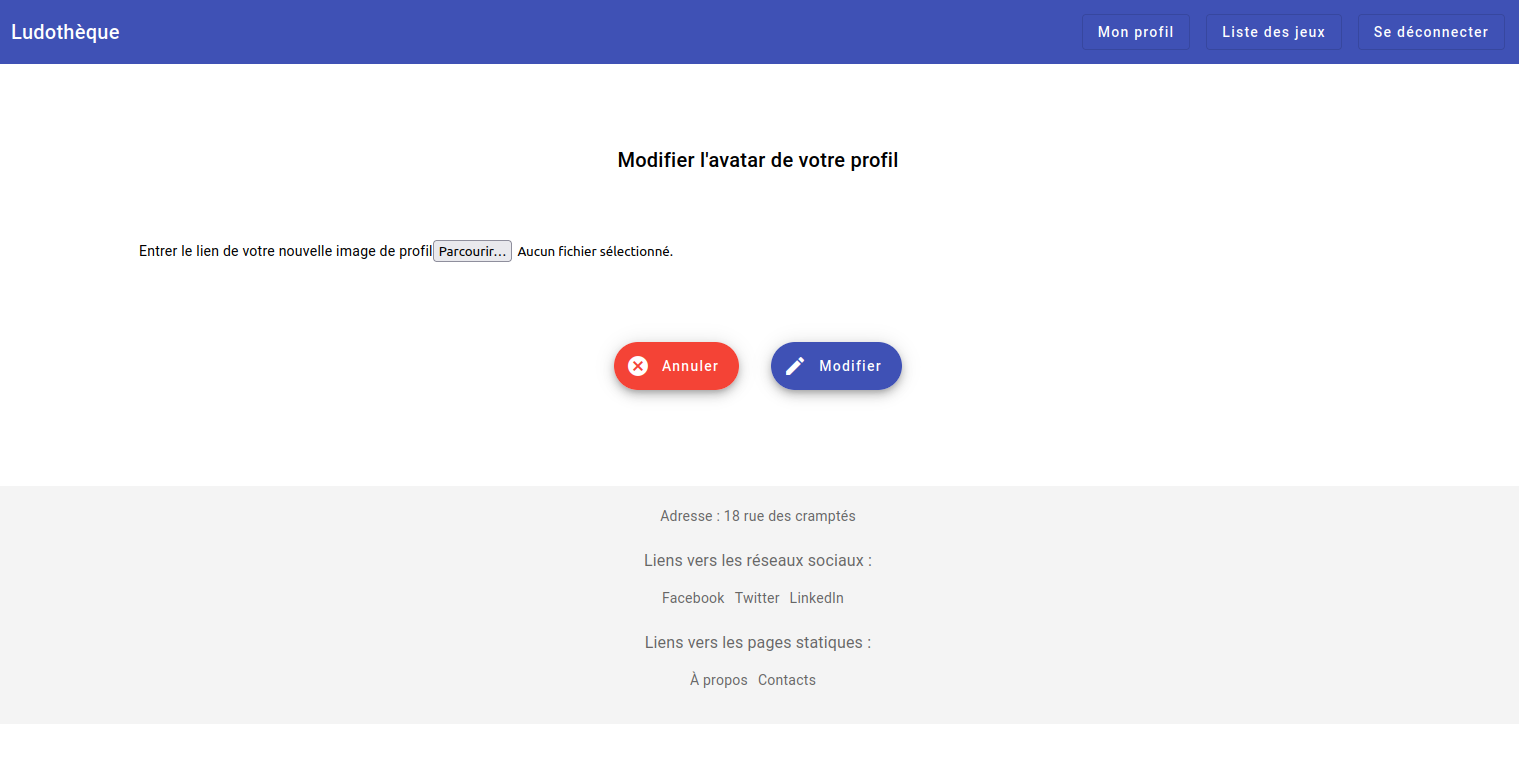 Ludothèque Mon profil Liste des jeux Se déconnecter
Modifier l'avatar de votre profil
Entrer le lien de votre nouvelle image de profil Parcourir... Aucun fichier sélectionné.
Annuler Modifier
Adresse : 18 rue des cramptés
Liens vers les réseaux sociaux :
Facebook Twitter LinkedIn
Liens vers les pages statiques :
À propos Contacts